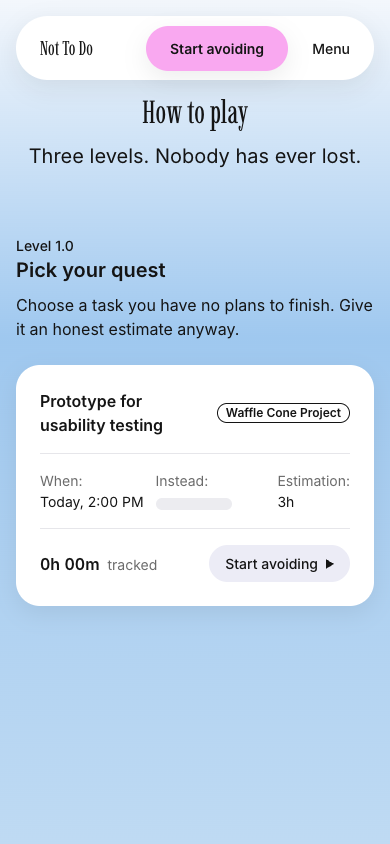 Not To Do
Start avoiding
Menu
How to play
Three levels. Nobody has ever lost.
Level 1.0
Pick your quest
Choose a task you have no plans to finish. Give
it an honest estimate anyway.
Prototype for
usability testing
Waffle Cone Project
When:
Today, 2:00 PM
Instead:
Estimation:
3h
0h 00m tracked
Start avoiding